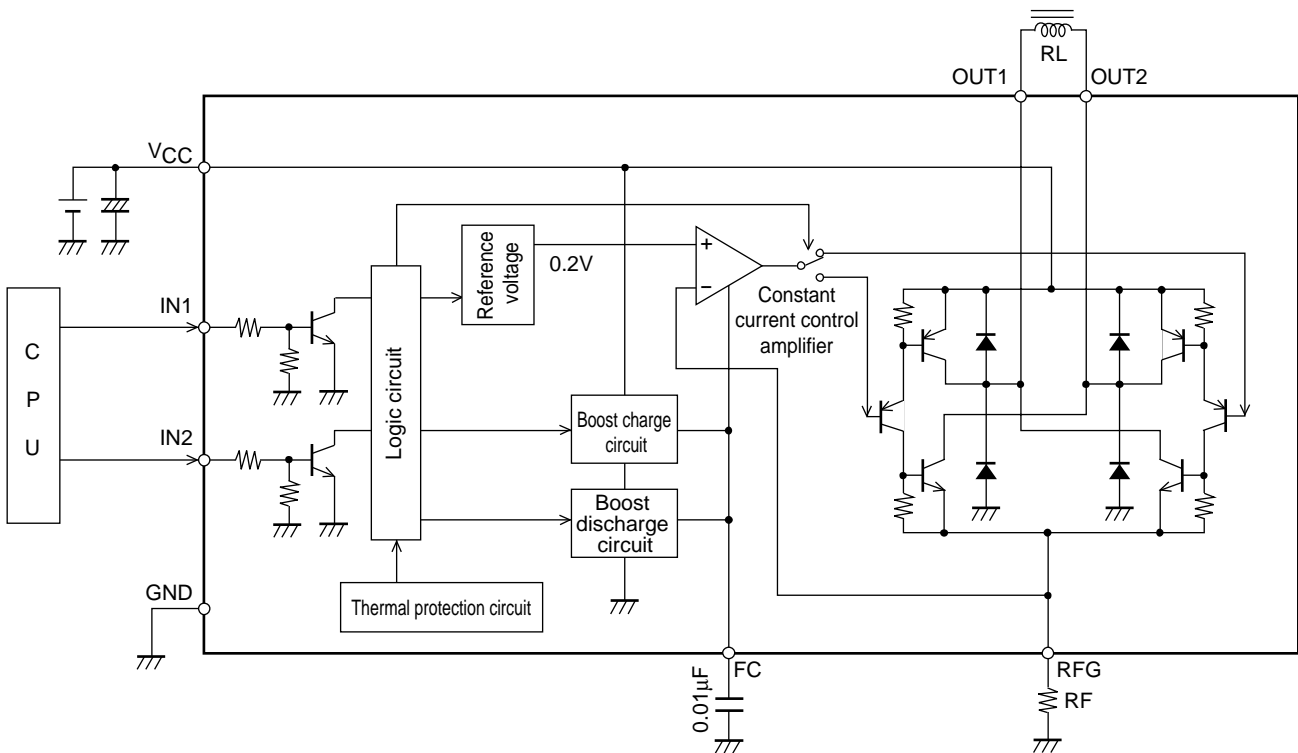 RL
OUT1
OUT2
VCC
Reference
voltage
0.2V
+
−
Constant
current control
amplifier
IN1
C
P
U
Logic circuit
IN2
Boost charge
circuit
Boost
discharge
circuit
GND
Thermal protection circuit
FC
RFG
0.01μF
RF